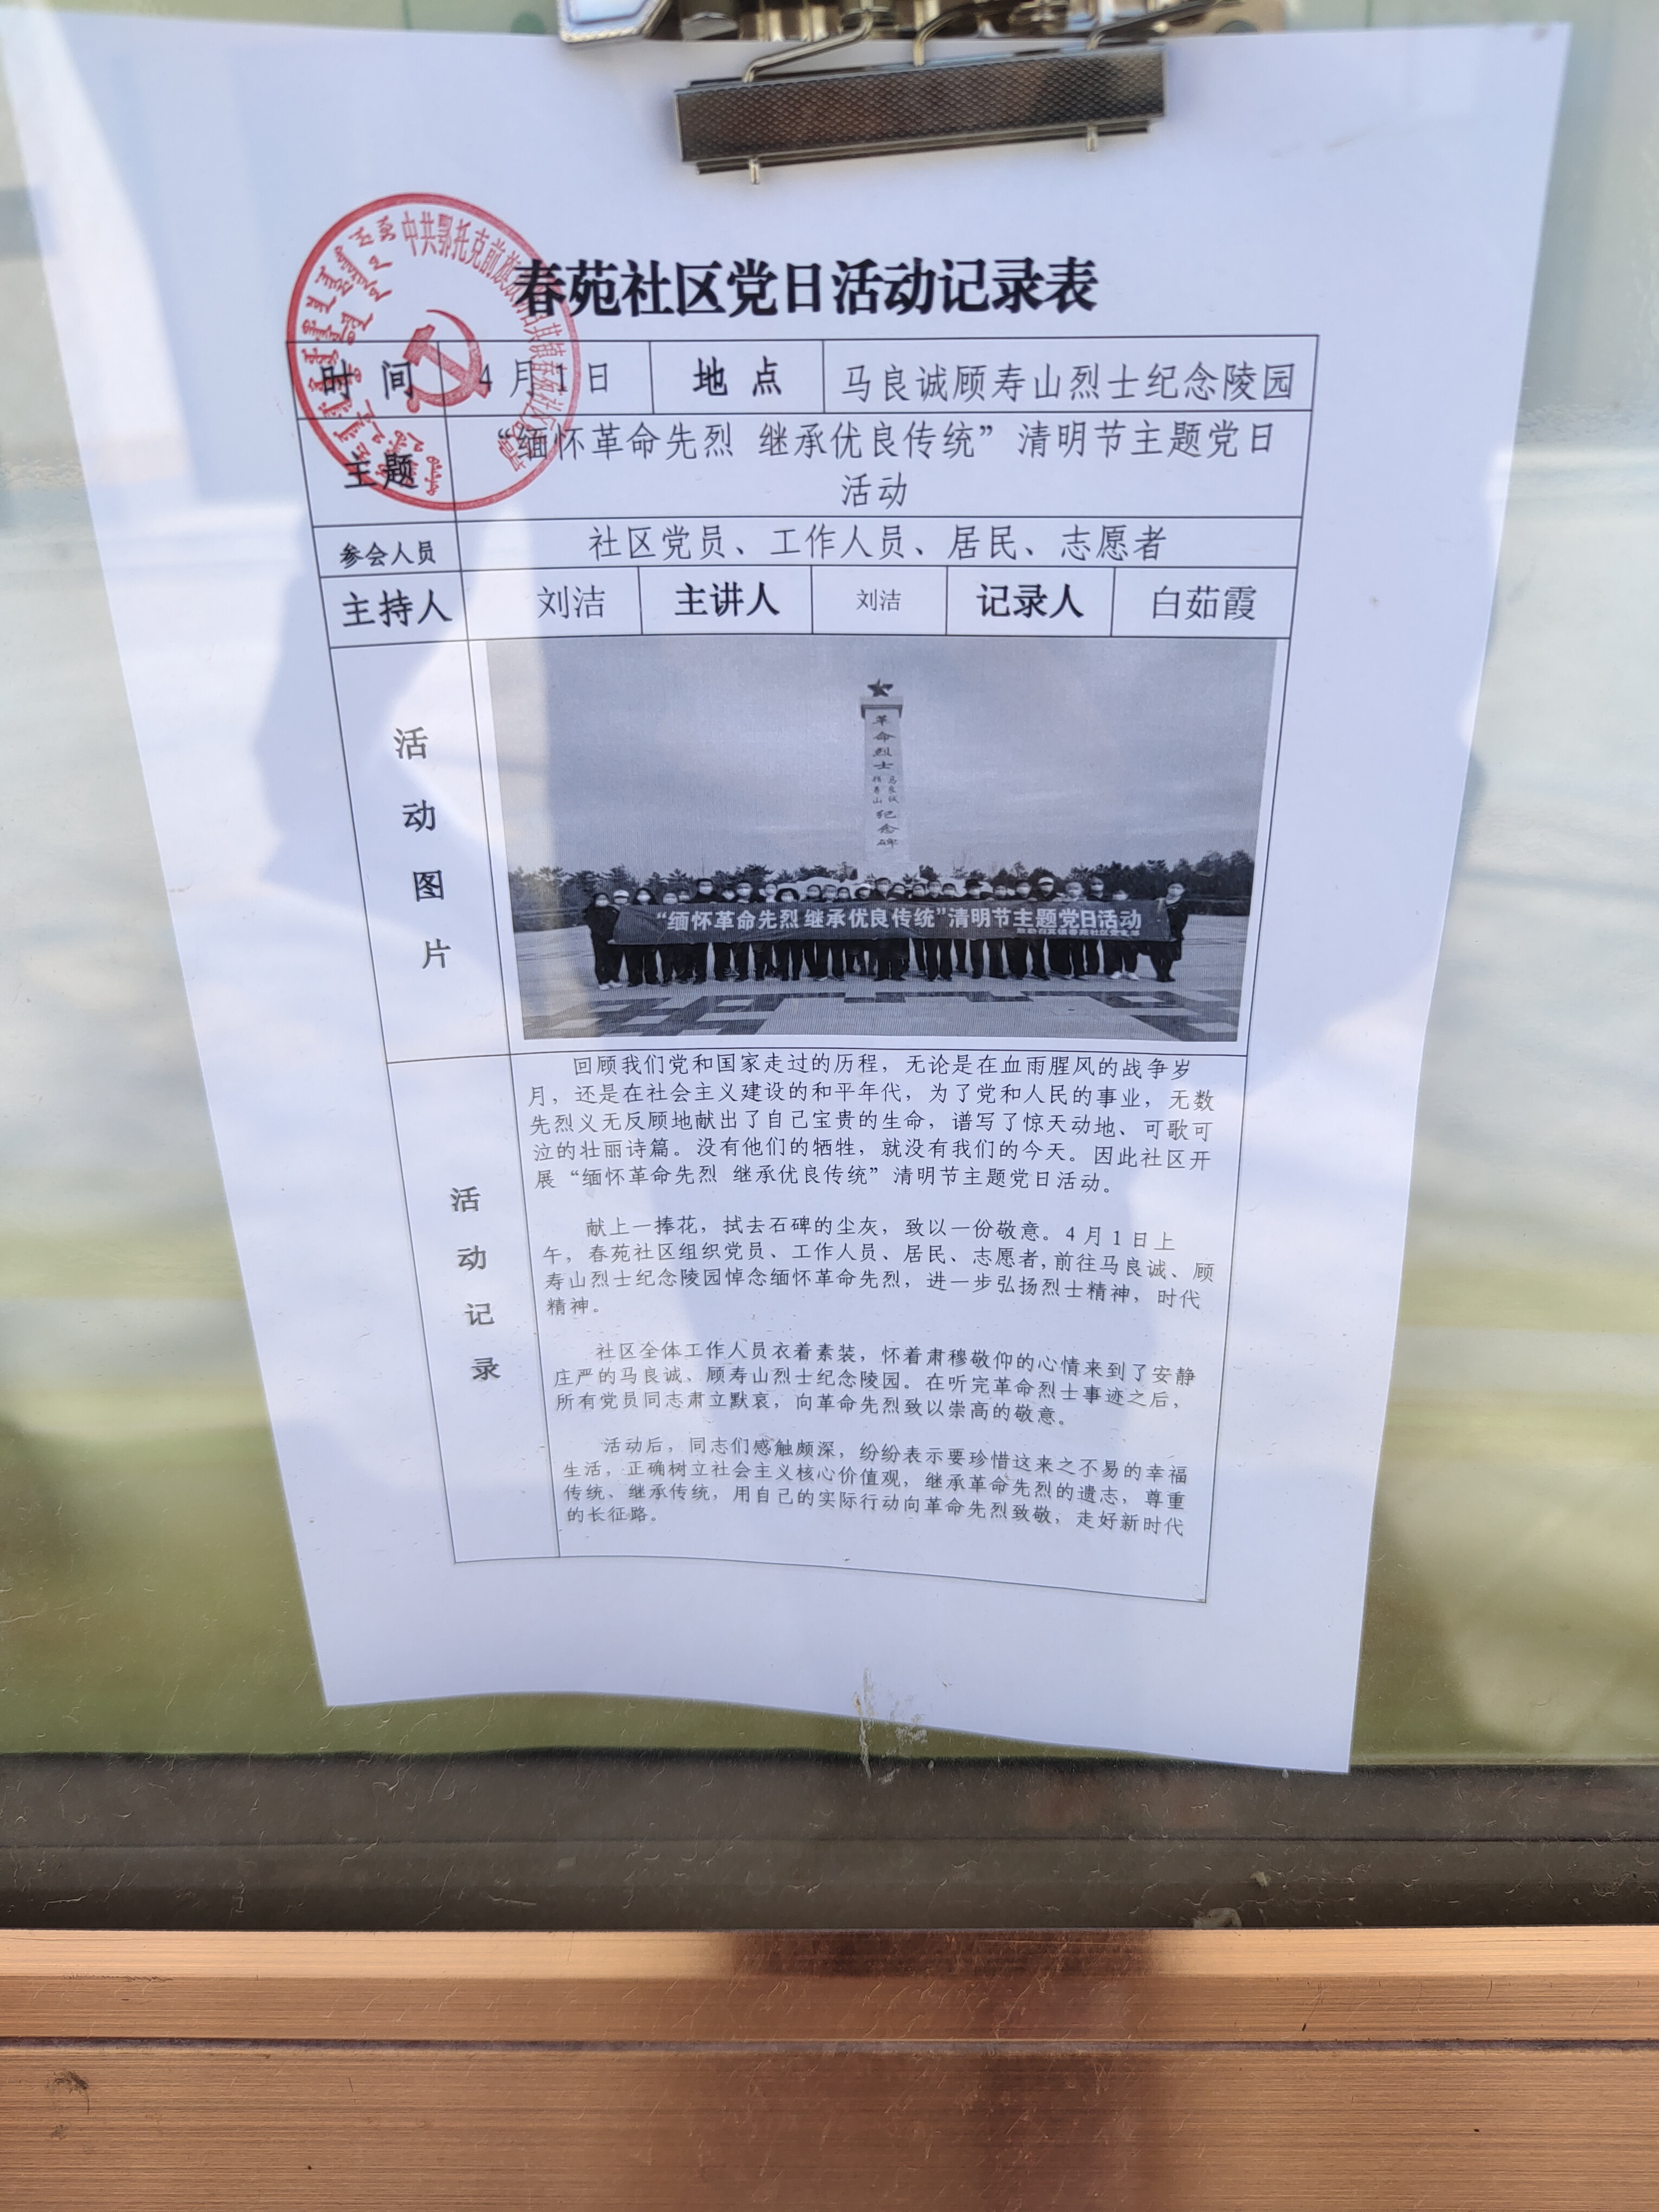 春苑社区党日活动记录表
时 间
4月1日
地 点
马良诚顾寿山烈士纪念陵园
主题
“缅怀革命先烈 继承优良传统”清明节主题党日
活动
参会人员
社区党员、工作人员、居民、志愿者
主持人
刘洁
主讲人
刘洁
记录人
白茹霞
活动图片
革命烈士
马良诚
顾寿山
纪念碑
“缅怀革命先烈 继承优良传统”清明节主题党日活动
活动记录
回顾我们党和国家走过的历程，无论是在血雨腥风的战争岁
月，还是在社会主义建设的和平年代，为了党和人民的事业，无数
先烈义无反顾地献出了自己宝贵的生命，谱写了惊天动地、可歌可
泣的壮丽诗篇。没有他们的牺牲，就没有我们的今天。因此社区开
展“缅怀革命先烈 继承优良传统”清明节主题党日活动。
献上一捧花，拭去石碑的尘灰，致以一份敬意。4月1日上
午，春苑社区组织党员、工作人员、居民、志愿者,前往马良诚、顾
寿山烈士纪念陵园悼念缅怀革命先烈，进一步弘扬烈士精神，时代
精神。
社区全体工作人员衣着素装，怀着肃穆敬仰的心情来到了安静
庄严的马良诚、顾寿山烈士纪念陵园。在听完革命烈士事迹之后，
所有党员同志肃立默哀，向革命先烈致以崇高的敬意。
活动后，同志们感触颇深，纷纷表示要珍惜这来之不易的幸福
生活，正确树立社会主义核心价值观，继承革命先烈的遗志，尊重
传统、继承传统，用自己的实际行动向革命先烈致敬，走好新时代
的长征路。
中共鄂托克前旗